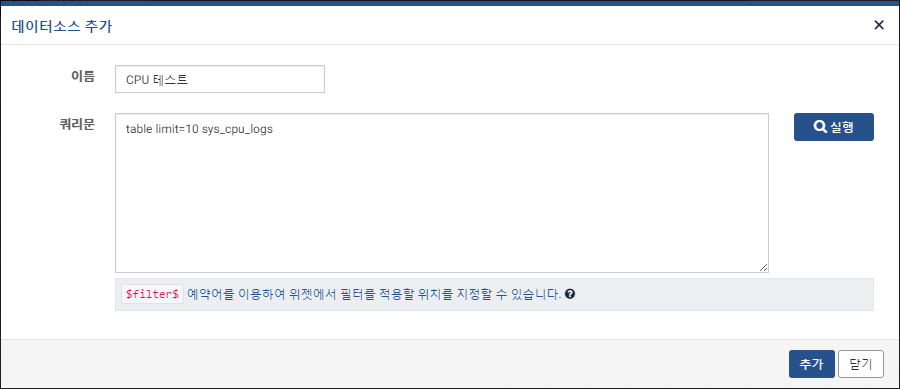 데이터소스 추가
이름
CPU 테스트
쿼리문
table limit=10 sys_cpu_logs
실행
$filter$ 예약어를 이용하여 위젯에서 필터를 적용할 위치를 지정할 수 있습니다.
추가
닫기